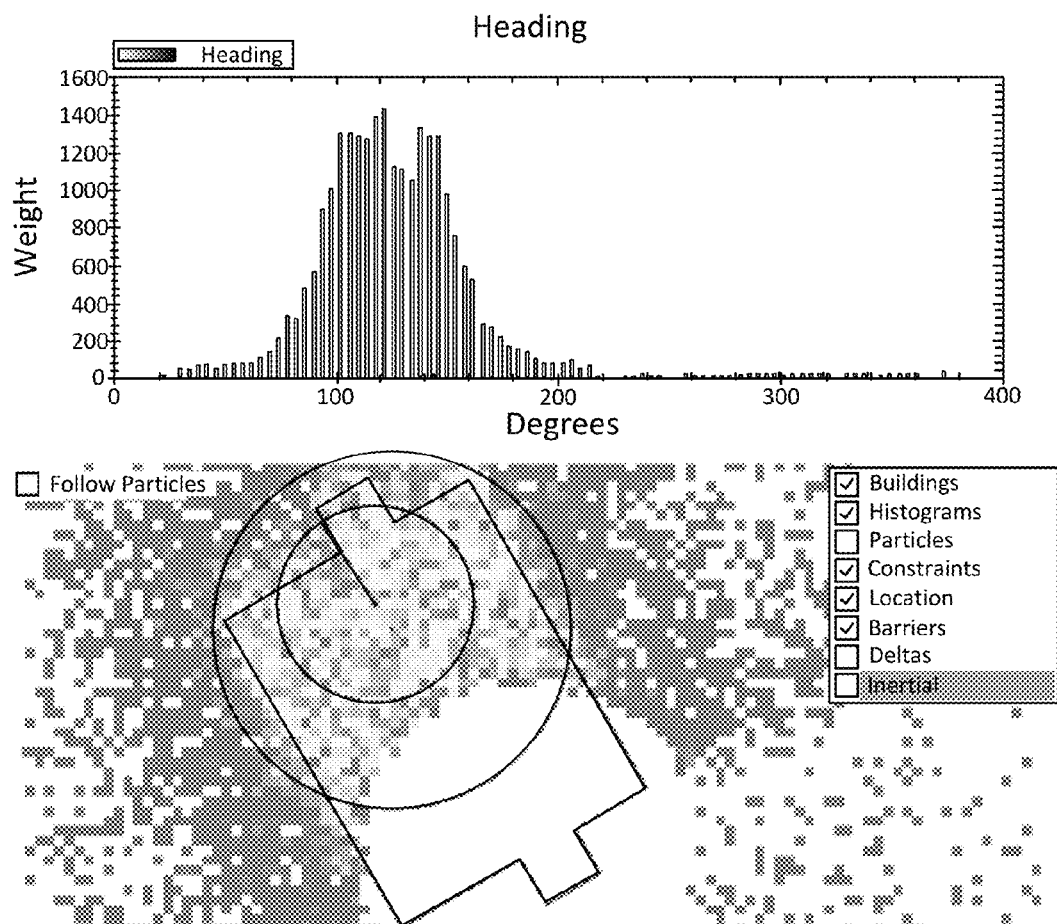 Heading
Heading
1600
1400
1200
1000
800
600
400
200
0
Weight
0 100 200 300 400
Degrees
Follow Particles
Buildings
Histograms
Particles
Constraints
Location
Barriers
Deltas
Inertial